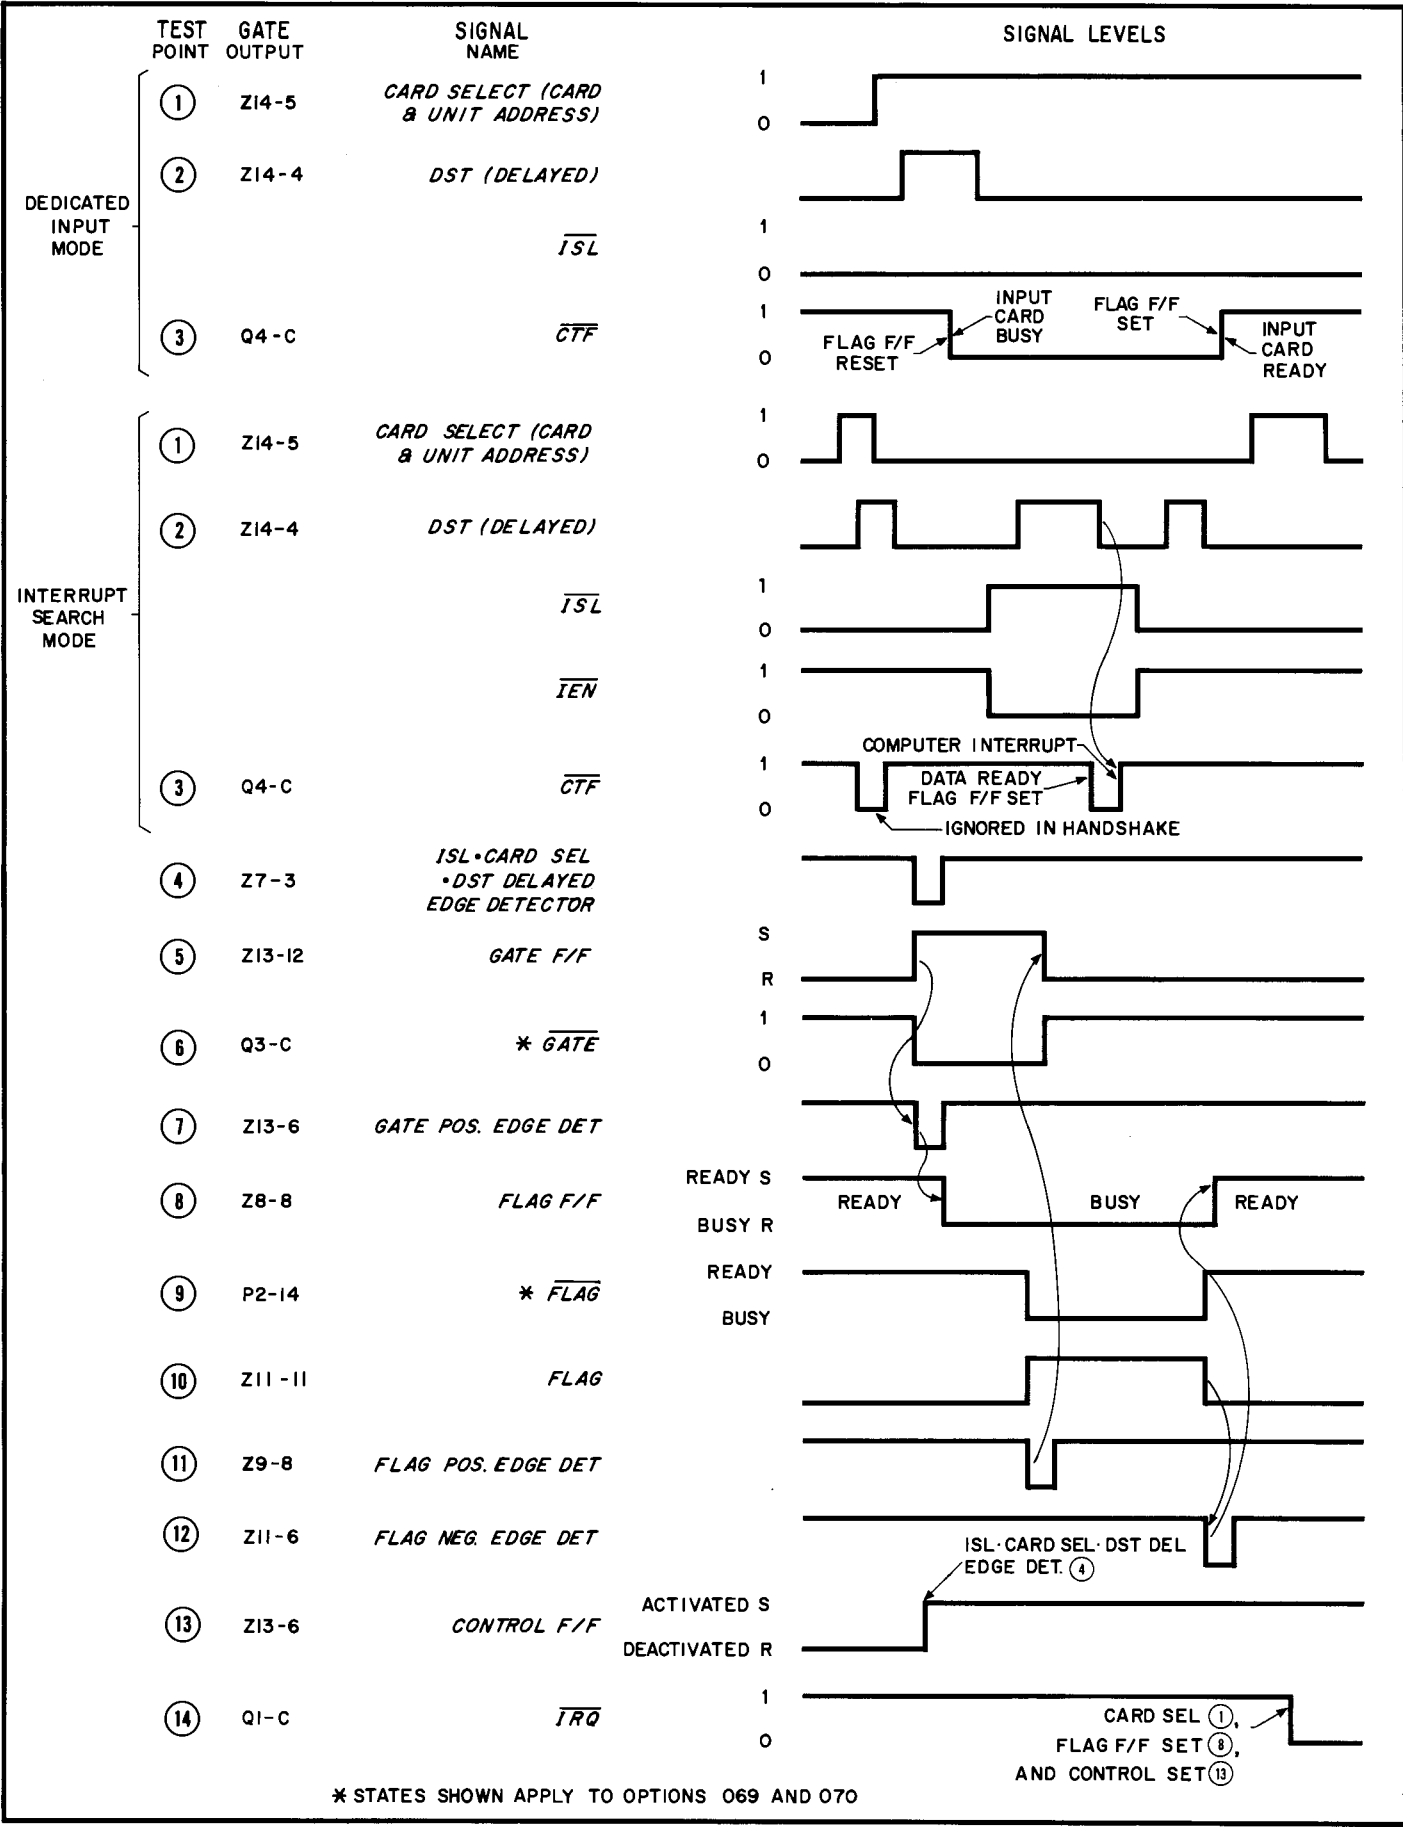 TEST POINT
GATE OUTPUT
SIGNAL NAME
SIGNAL LEVELS
DEDICATED INPUT MODE
1 Z14-5 CARD SELECT (CARD
& UNIT ADDRESS)
1
0
2 Z14-4 DST (DELAYED)
ISL
1
0
3 Q4-C CTF
1
0
FLAG F/F
RESET
INPUT
CARD
BUSY
FLAG F/F
SET
INPUT
CARD
READY
INTERRUPT SEARCH MODE
1 Z14-5 CARD SELECT (CARD
& UNIT ADDRESS)
1
0
2 Z14-4 DST (DELAYED)
ISL
1
0
IEN
1
0
3 Q4-C CTF
1
0
COMPUTER INTERRUPT
DATA READY
FLAG F/F SET
IGNORED IN HANDSHAKE
4 Z7-3 ISL•CARD SEL
•DST DELAYED
EDGE DETECTOR
5 Z13-12 GATE F/F
S
R
6 Q3-C * GATE
1
0
7 Z13-6 GATE POS. EDGE DET
8 Z8-8 FLAG F/F
READY S
BUSY R
READY BUSY READY
9 P2-14 * FLAG
READY
BUSY
10 Z11-11 FLAG
11 Z9-8 FLAG POS. EDGE DET
12 Z11-6 FLAG NEG. EDGE DET
ISL·CARD SEL·DST DEL
EDGE DET. 4
13 Z13-6 CONTROL F/F
ACTIVATED S
DEACTIVATED R
14 Q1-C IRQ
1
0
CARD SEL 1,
FLAG F/F SET 8,
AND CONTROL SET 13
* STATES SHOWN APPLY TO OPTIONS 069 AND 070